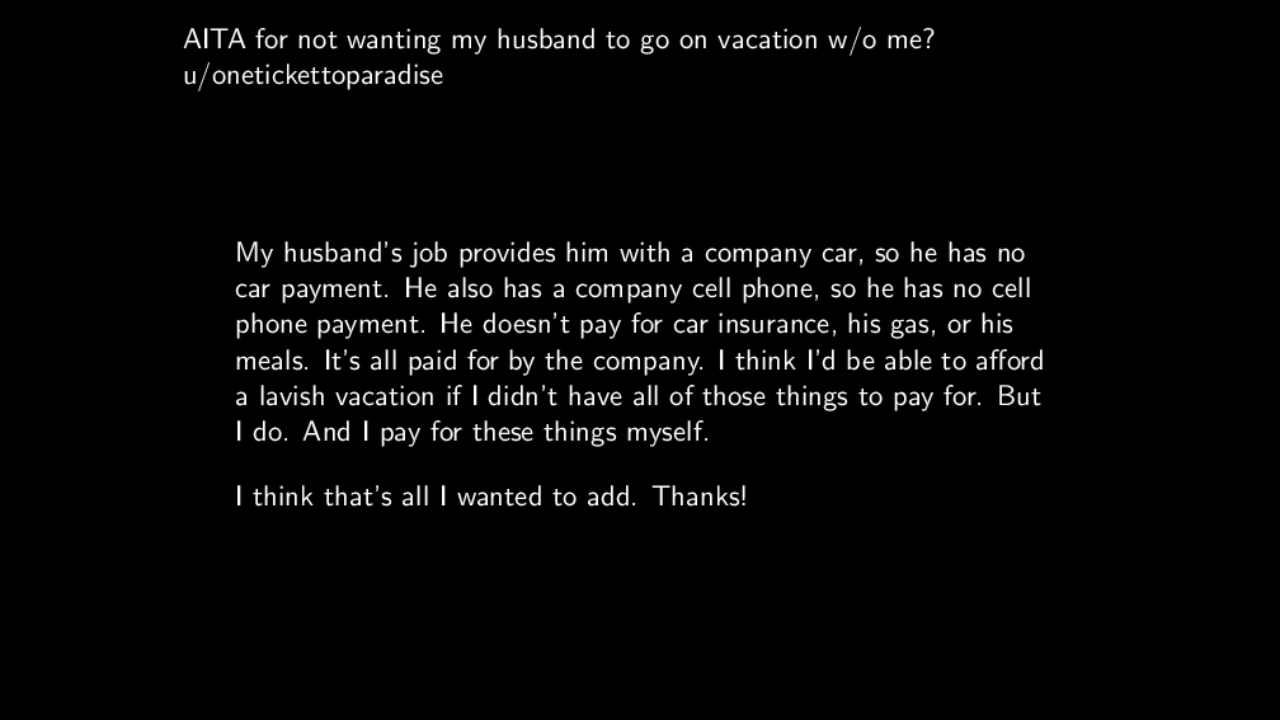 AITA for not wanting my husband to go on vacation w/o me?
u/onetickettoparadise
My husband's job provides him with a company car, so he has no
car payment. He also has a company cell phone, so he has no cell
phone payment. He doesn't pay for car insurance, his gas, or his
meals. It's all paid for by the company. I think I'd be able to afford
a lavish vacation if I didn't have all of those things to pay for. But
I do. And I pay for these things myself.
I think that's all I wanted to add. Thanks!